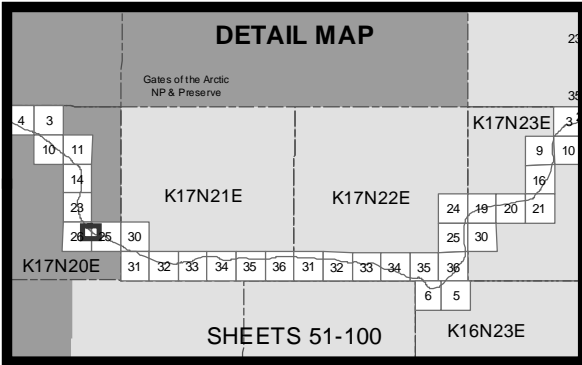 DETAIL MAP
23
Gates of the Arctic
NP & Preserve
35
4 3 K17N23E 3
10 11 9 10
14 16
K17N21E K17N22E
23 24 19 20 21
26 25 30 25 30
K17N20E 31 32 33 34 35 36 31 32 33 34 35 36
6 5
SHEETS 51-100 K16N23E